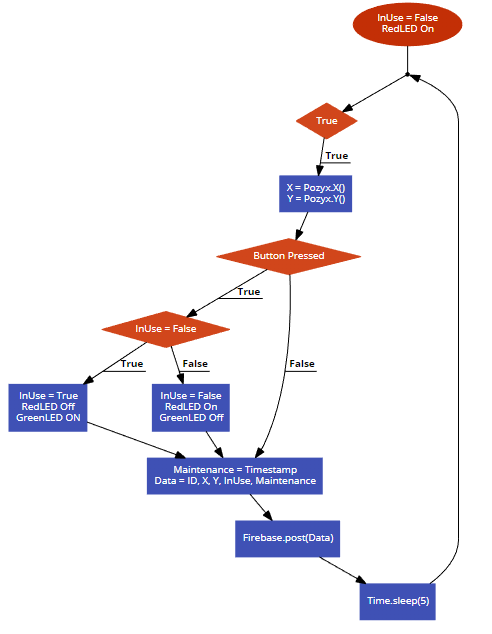 InUse = False
RedLED On
True
True
X = Pozyx.X()
Y = Pozyx.Y()
Button Pressed
True
InUse = False
True
False
False
InUse = True
RedLED Off
GreenLED ON
InUse = False
RedLED On
GreenLED Off
Maintenance = Timestamp
Data = ID, X, Y, InUse, Maintenance
Firebase.post(Data)
Time.sleep(5)